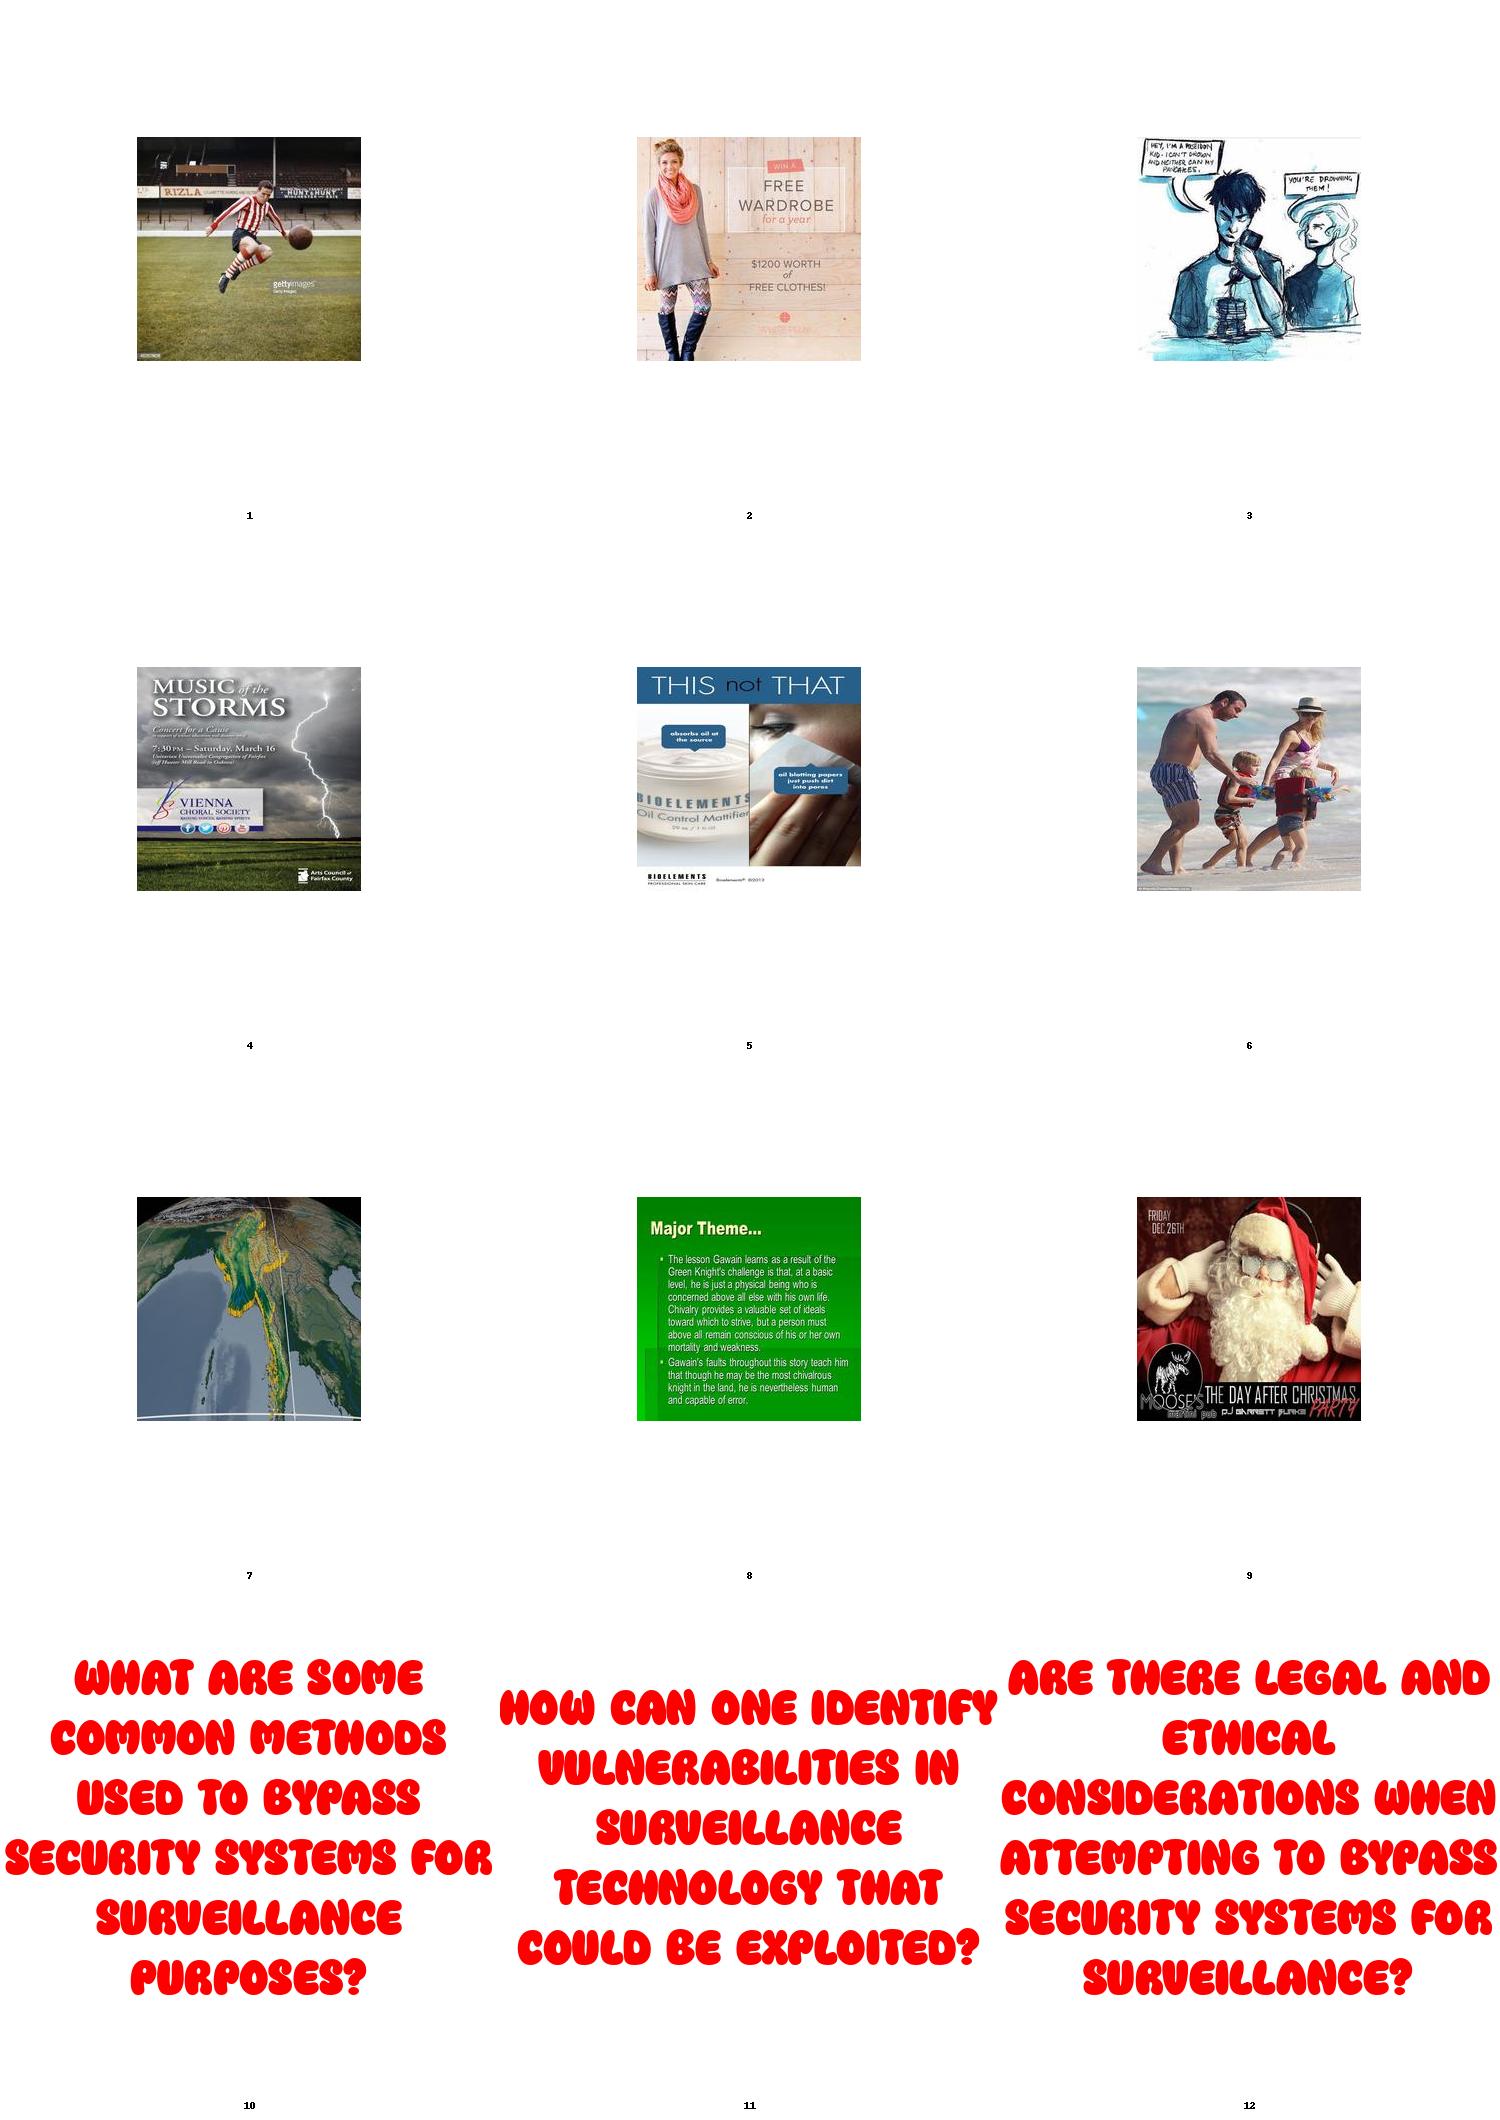 RIZLA
HUNT & HUNT
gettyimages
1
WIN A
FREE
WARDROBE
for a year
$1200 WORTH
of
FREE CLOTHES!
2
HEY, I'M A POSEIDON
KID - I CAN'T DROWN
AND NEITHER CAN MY
PANCAKES.
YOU'RE DROWNING
THEM!
3
MUSIC of the
STORMS
Concert for a Cause
7:30 PM – Saturday, March 16
Unitarian Universalist Congregation of Fairfax
VIENNA
CHORAL SOCIETY
Arts Council of
Fairfax County
4
THIS not THAT
absorbs oil at
the source
oil blotting papers
just push dirt
into pores
BIOELEMENTS
Oil Control Mattifier
BIOELEMENTS
PROFESSIONAL SKIN CARE
Bioelements® ©2013
5
6
7
Major Theme...
The lesson Gawain learns as a result of the
Green Knight's challenge is that, at a basic
level, he is just a physical being who is
concerned above all else with his own life.
Chivalry provides a valuable set of ideals
toward which to strive, but a person must
above all remain conscious of his or her own
mortality and weakness.
Gawain's faults throughout this story teach him
that though he may be the most chivalrous
knight in the land, he is nevertheless human
and capable of error.
8
FRIDAY
DEC 26TH
MOOSE'S
martini pub
THE DAY AFTER CHRISTMAS
DJ GARRETT BURKE PARTY
9
WHAT ARE SOME
COMMON METHODS
USED TO BYPASS
SECURITY SYSTEMS FOR
SURVEILLANCE
PURPOSES?
10
HOW CAN ONE IDENTIFY
VULNERABILITIES IN
SURVEILLANCE
TECHNOLOGY THAT
COULD BE EXPLOITED?
11
ARE THERE LEGAL AND
ETHICAL
CONSIDERATIONS WHEN
ATTEMPTING TO BYPASS
SECURITY SYSTEMS FOR
SURVEILLANCE?
12